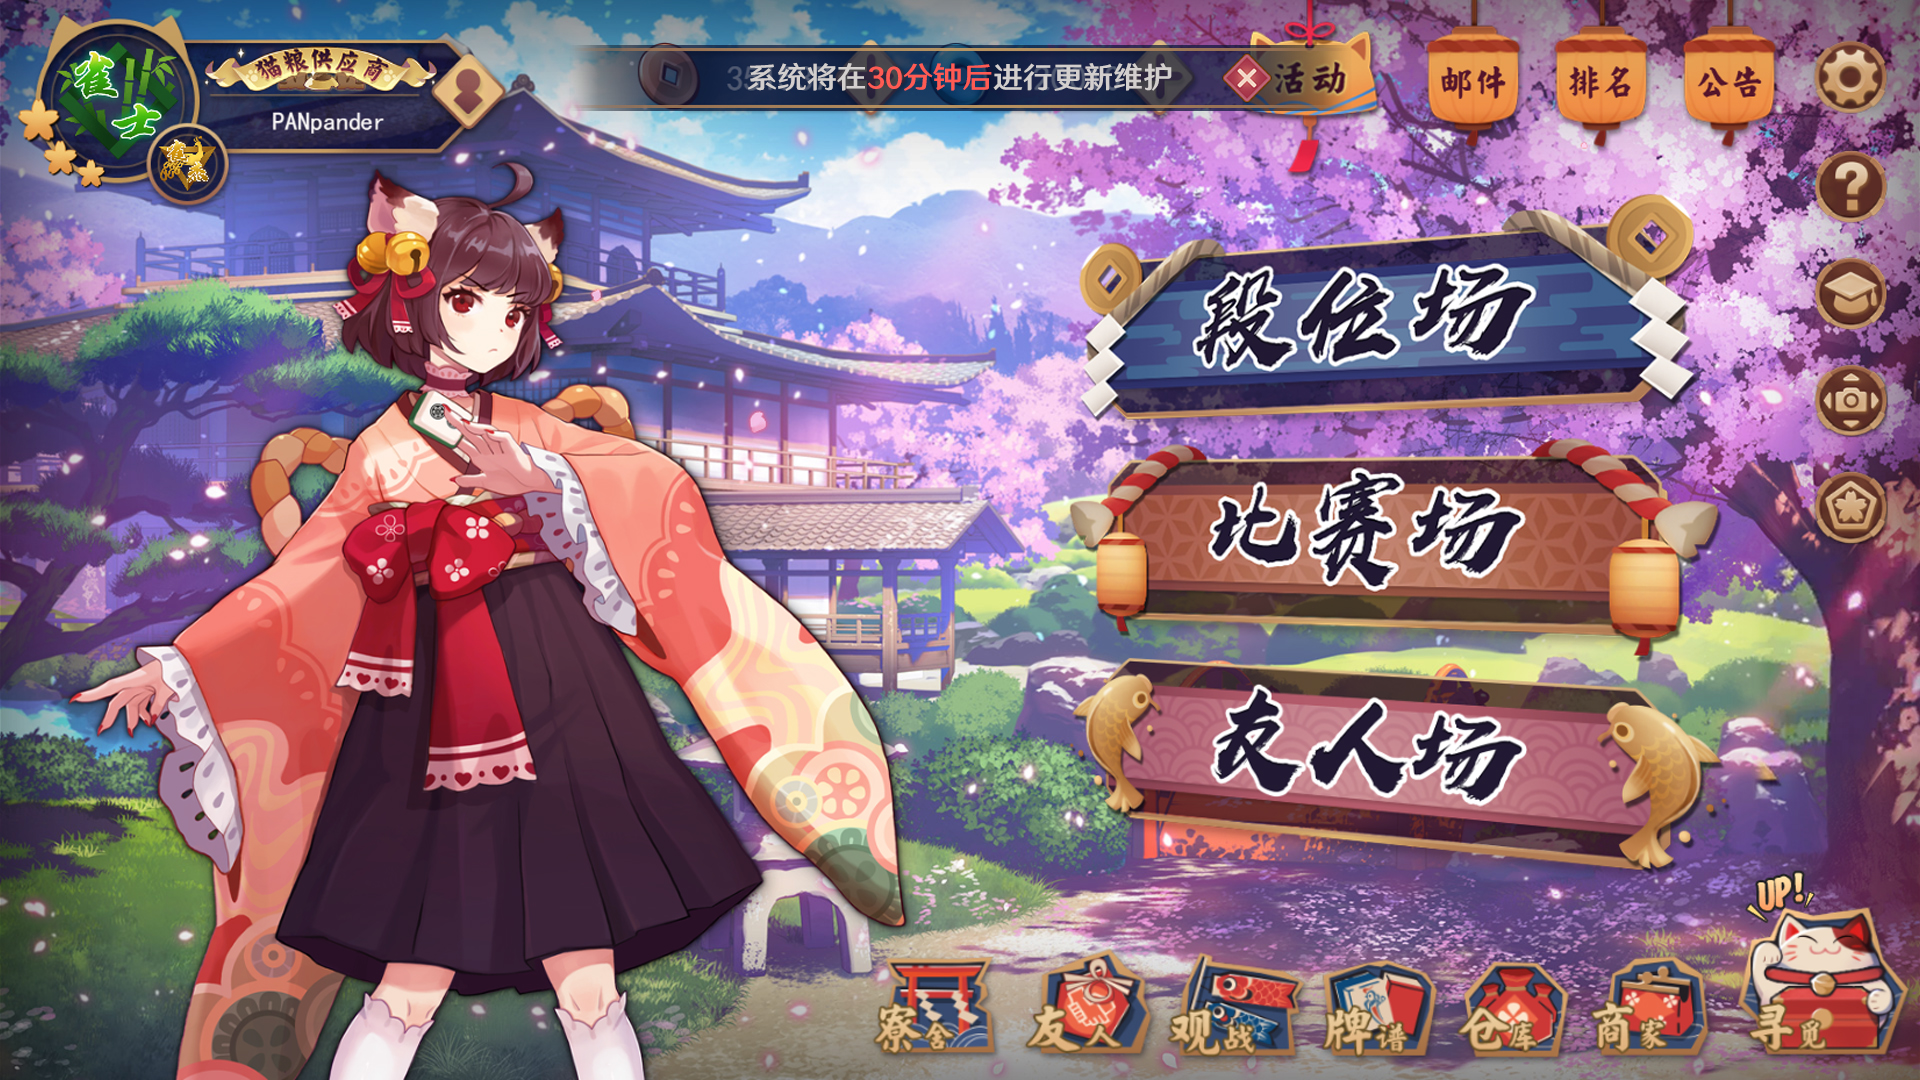 雀士
猫粮供应商
PANpander
系统将在30分钟后进行更新维护
活动
邮件
排名
公告
段位场
比赛场
友人场
UP!
寮舍
友人
观战
牌谱
仓库
商家
寻觅